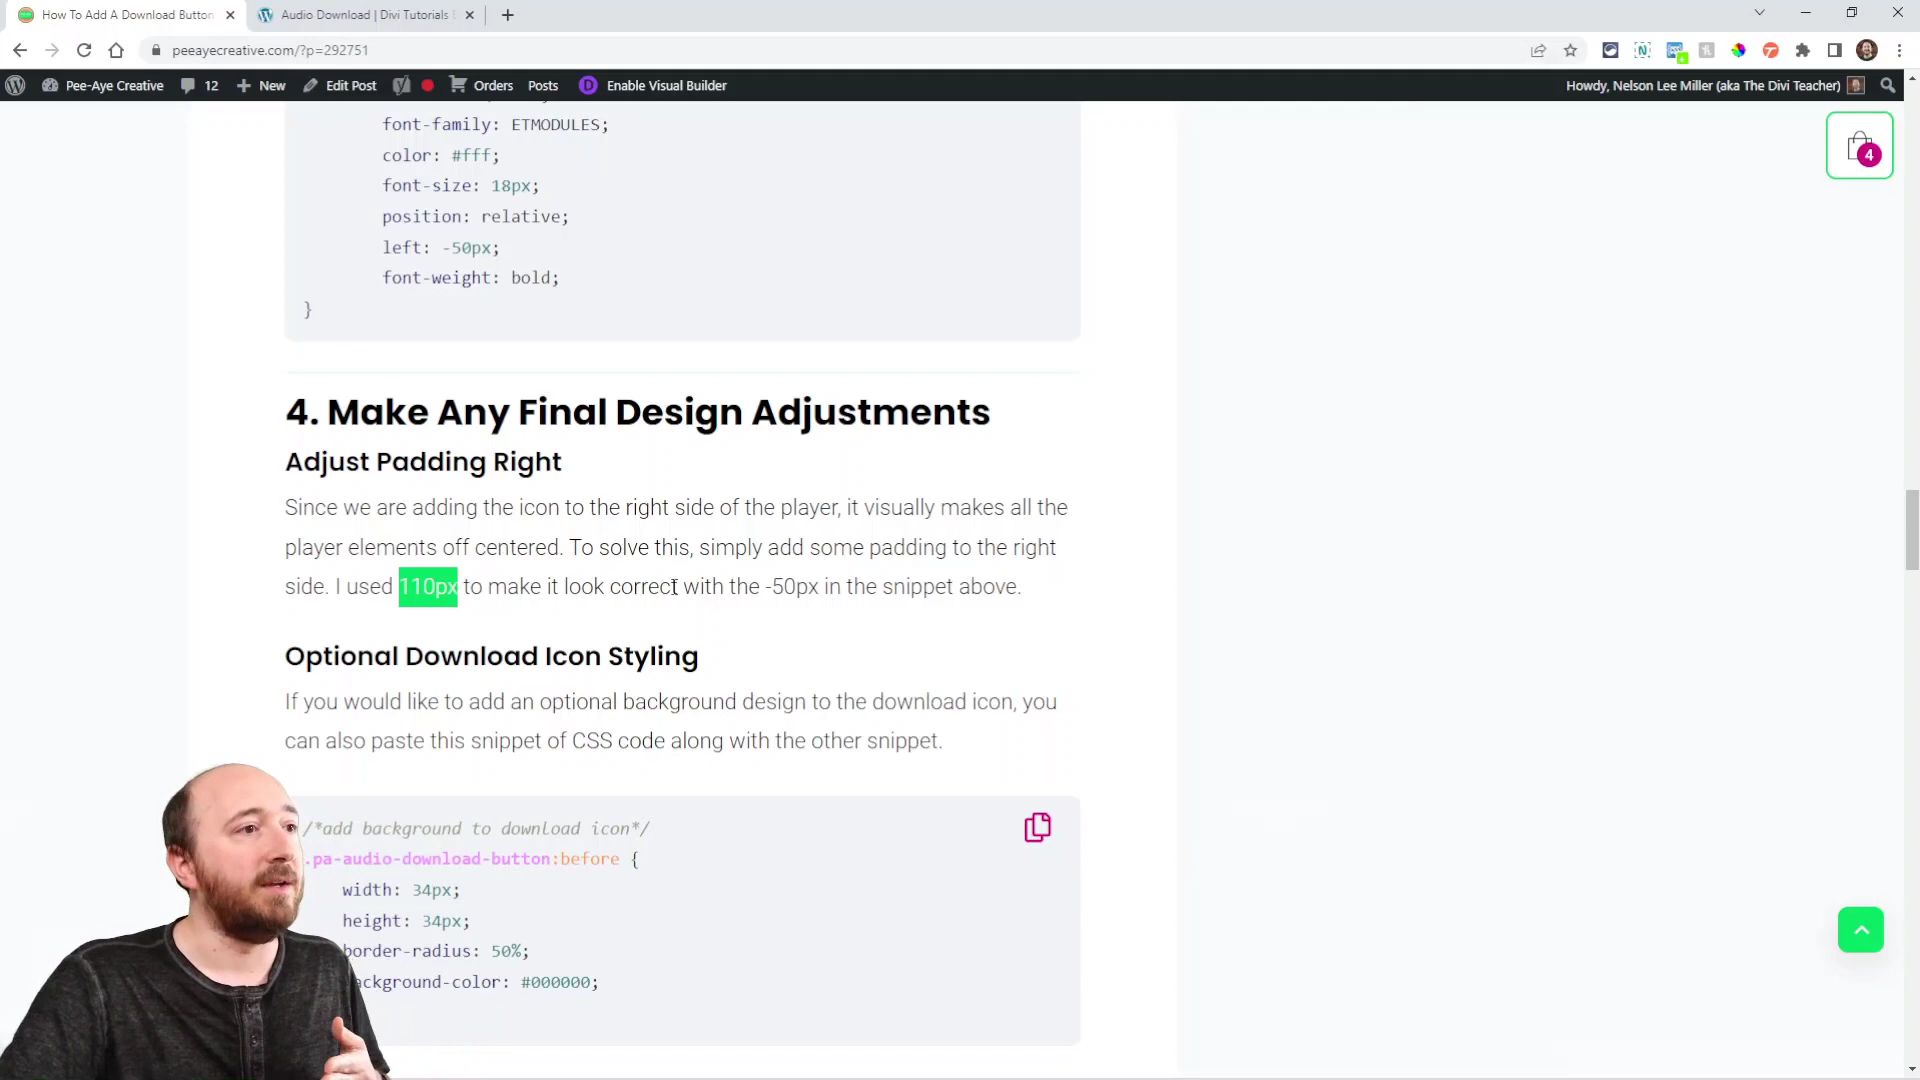 How To Add A Download Button
Audio Download | Divi Tutorials
peeayecreative.com/?p=292751
Pee-Aye Creative
12
New
Edit Post
Orders
Posts
D
Enable Visual Builder
Howdy, Nelson Lee Miller (aka The Divi Teacher)
4
font-family: ETMODULES;
color: #fff;
font-size: 18px;
position: relative;
left: -50px;
font-weight: bold;
}
4. Make Any Final Design Adjustments
Adjust Padding Right
Since we are adding the icon to the right side of the player, it visually makes all the
player elements off centered. To solve this, simply add some padding to the right
side. I used 110px to make it look correct with the -50px in the snippet above.
Optional Download Icon Styling
If you would like to add an optional background design to the download icon, you
can also paste this snippet of CSS code along with the other snippet.
/*add background to download icon*/
.pa-audio-download-button:before {
width: 34px;
height: 34px;
border-radius: 50%;
ackground-color: #000000;